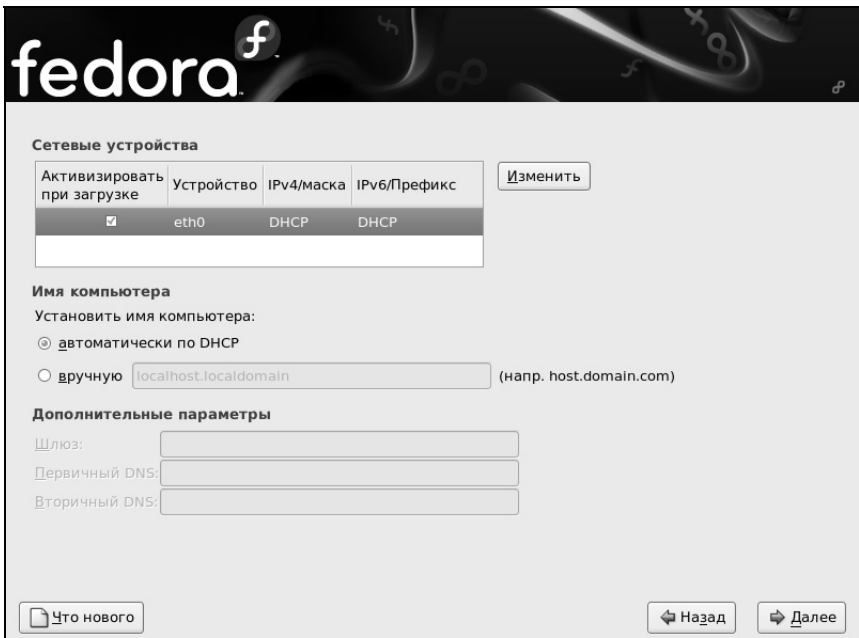 fedora
Сетевые устройства
Активизировать при загрузке Устройство IPv4/маска IPv6/Префикс
eth0 DHCP DHCP
Изменить
Имя компьютера
Установить имя компьютера:
автоматически по DHCP
вручную localhost.localdomain (напр. host.domain.com)
Дополнительные параметры
Шлюз:
Первичный DNS:
Вторичный DNS:
Что нового
Назад
Далее